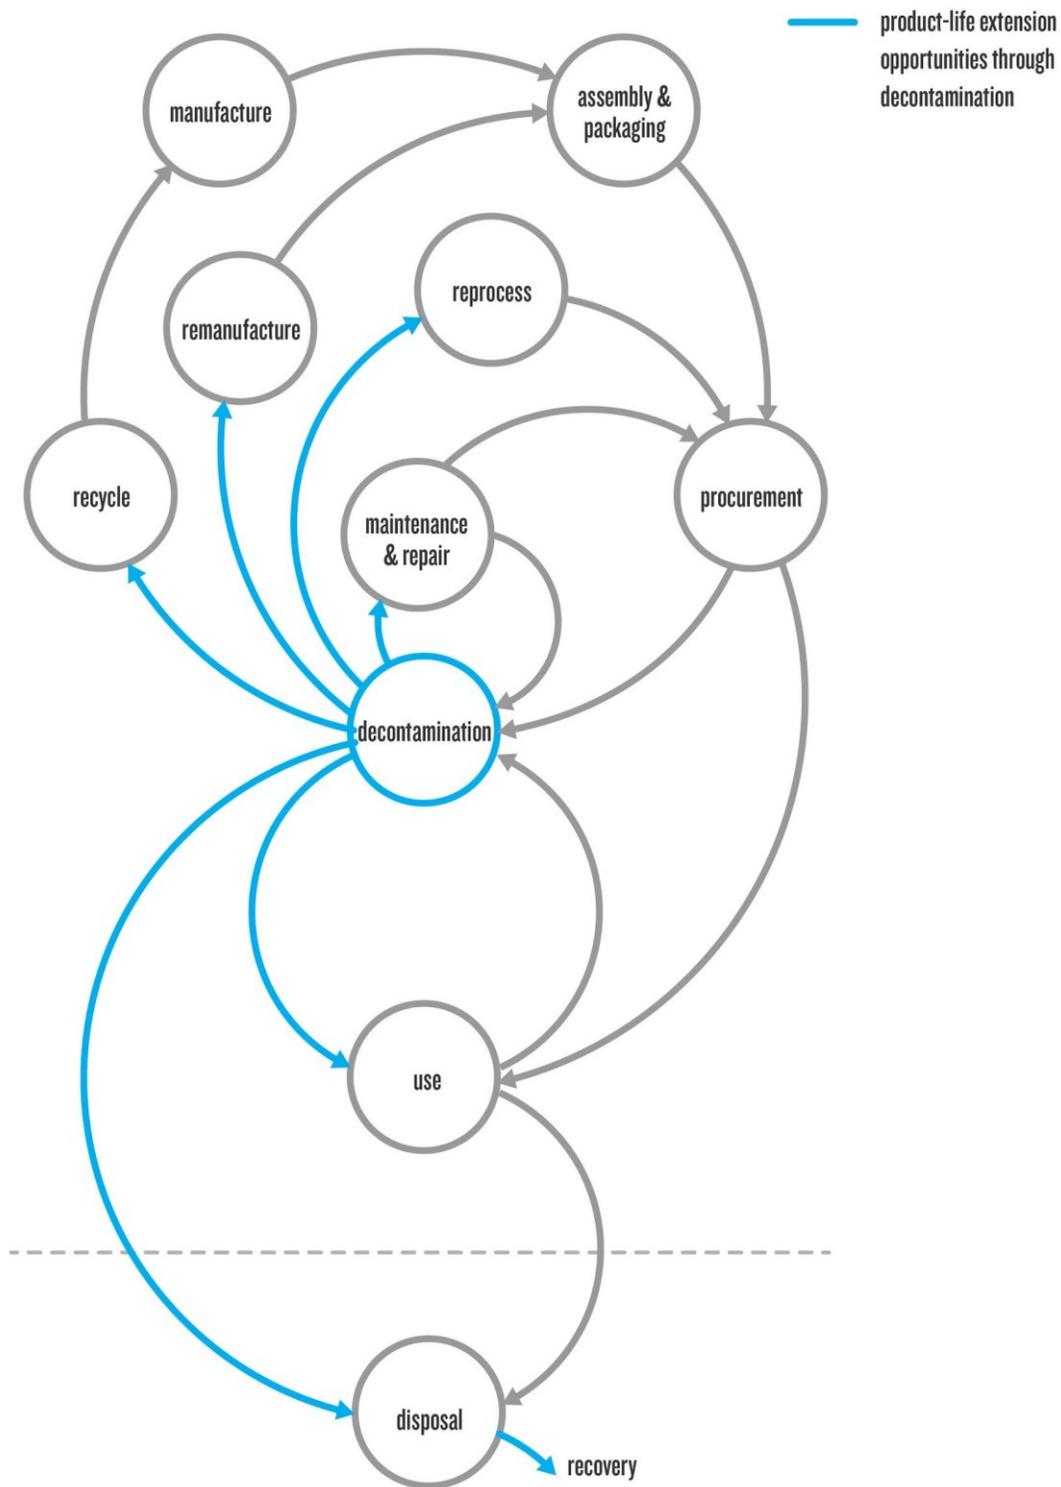 product-life extension
opportunities through
decontamination
manufacture
assembly &
packaging
reprocess
remanufacture
recycle
maintenance
& repair
procurement
decontamination
use
disposal
recovery